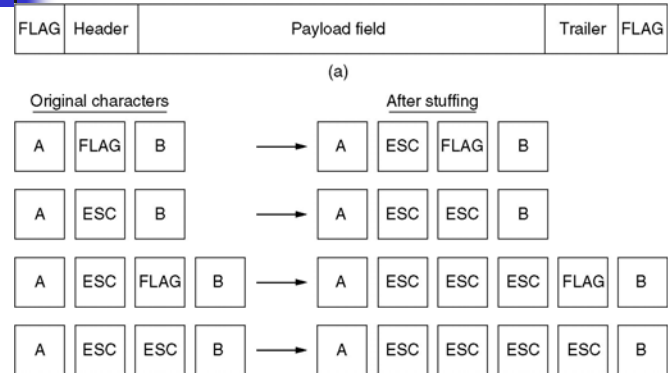 FLAG Header Payload field Trailer FLAG
(a)
Original characters After stuffing
A FLAG B A ESC FLAG B
A ESC B A ESC ESC B
A ESC FLAG B A ESC ESC ESC FLAG B
A ESC ESC B A ESC ESC ESC ESC B